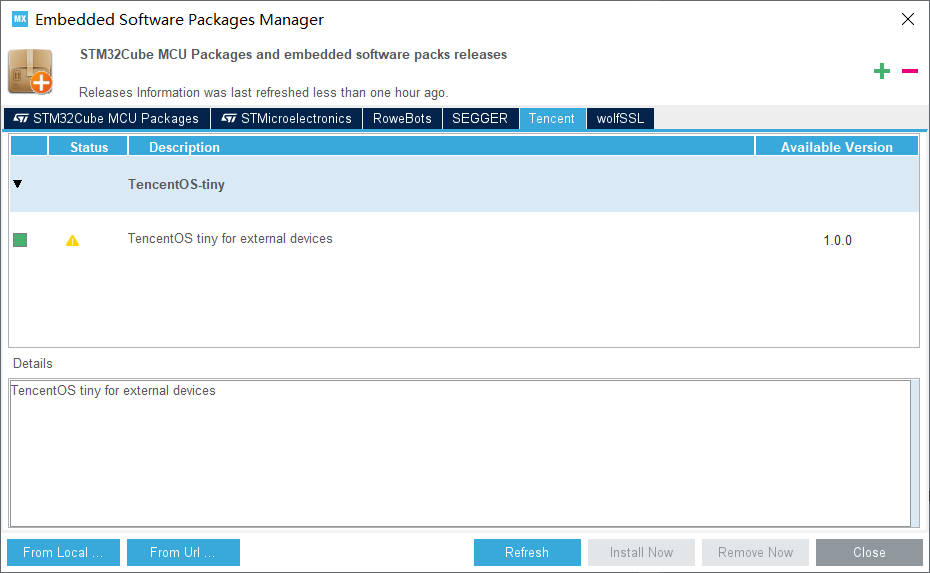 MX Embedded Software Packages Manager
STM32Cube MCU Packages and embedded software packs releases
Releases Information was last refreshed less than one hour ago.
STM32Cube MCU Packages STMicroelectronics RoweBots SEGGER Tencent wolfSSL
Status Description Available Version
TencentOS-tiny
TencentOS tiny for external devices 1.0.0
Details
TencentOS tiny for external devices
From Local ... From Url ... Refresh Install Now Remove Now Close